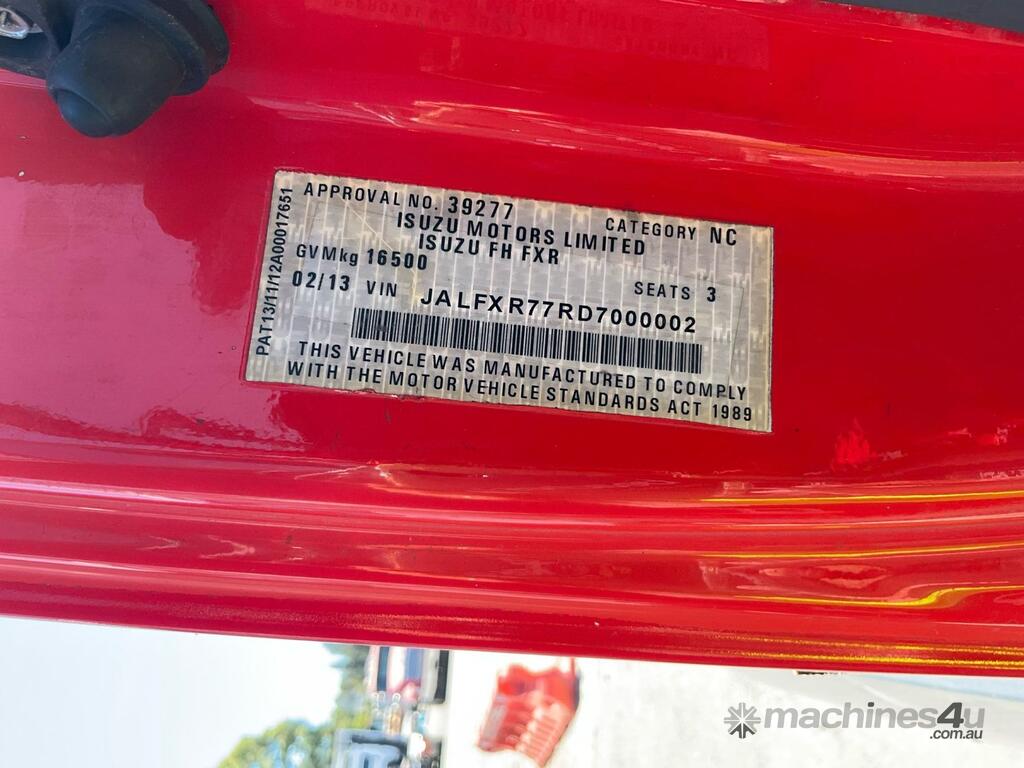 APPROVAL NO. 39277 CATEGORY NC
ISUZU MOTORS LIMITED
ISUZU FH FXR
GVMkg 16500 SEATS 3
02/13 VIN JALFXR77RD7000002
THIS VEHICLE WAS MANUFACTURED TO COMPLY
WITH THE MOTOR VEHICLE STANDARDS ACT 1989
PAT13/11/12A00017651
machines4u
.com.au